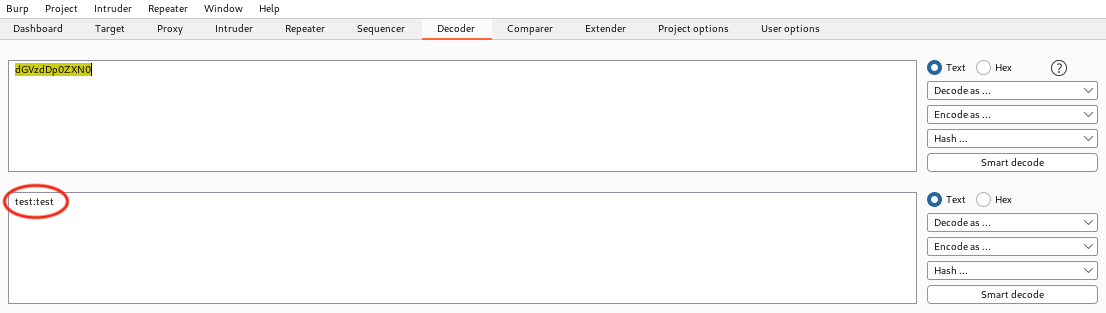 Burp Project Intruder Repeater Window Help
Dashboard Target Proxy Intruder Repeater Sequencer Decoder Comparer Extender Project options User options
dGVzdDp0ZXN0
Text Hex ?
Decode as ...
Encode as ...
Hash ...
Smart decode
test:test
Text Hex
Decode as ...
Encode as ...
Hash ...
Smart decode